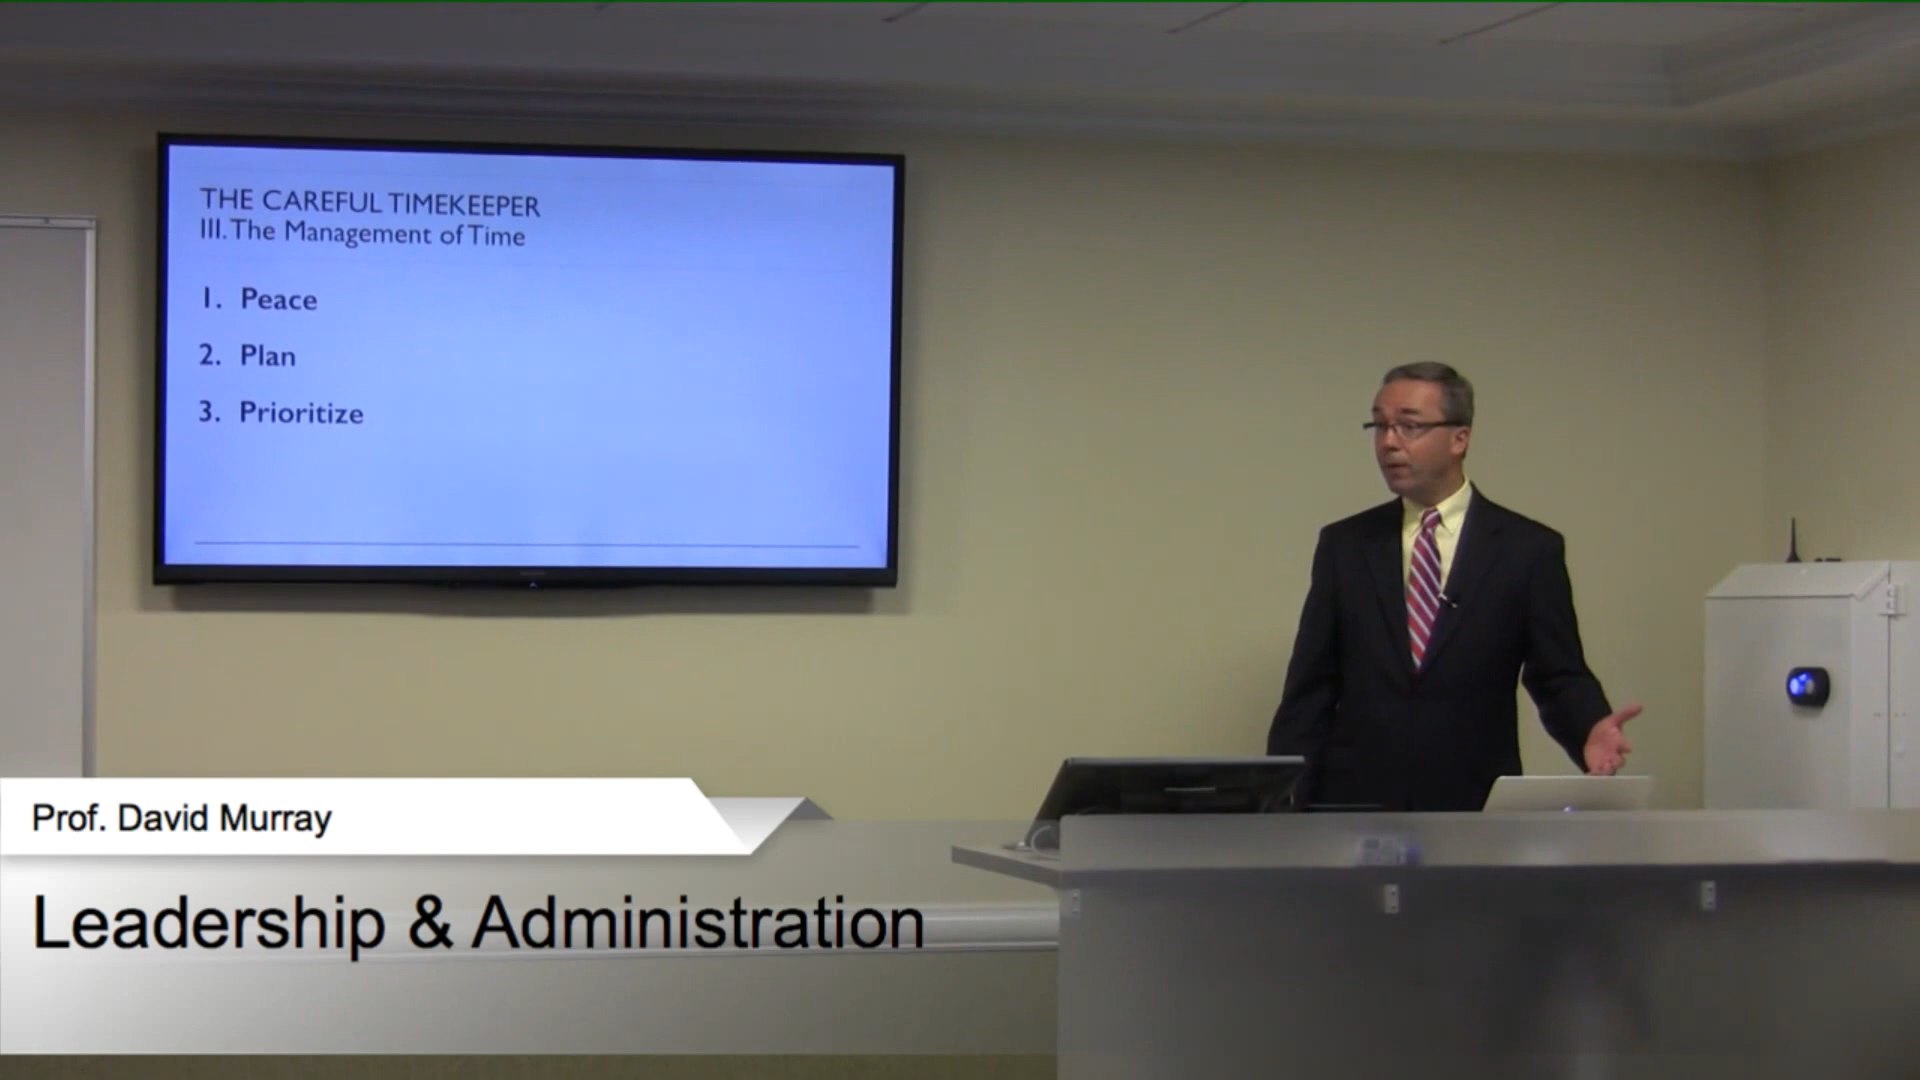 THE CAREFUL TIMEKEEPER
III. The Management of Time
1. Peace
2. Plan
3. Prioritize
Prof. David Murray
Leadership & Administration